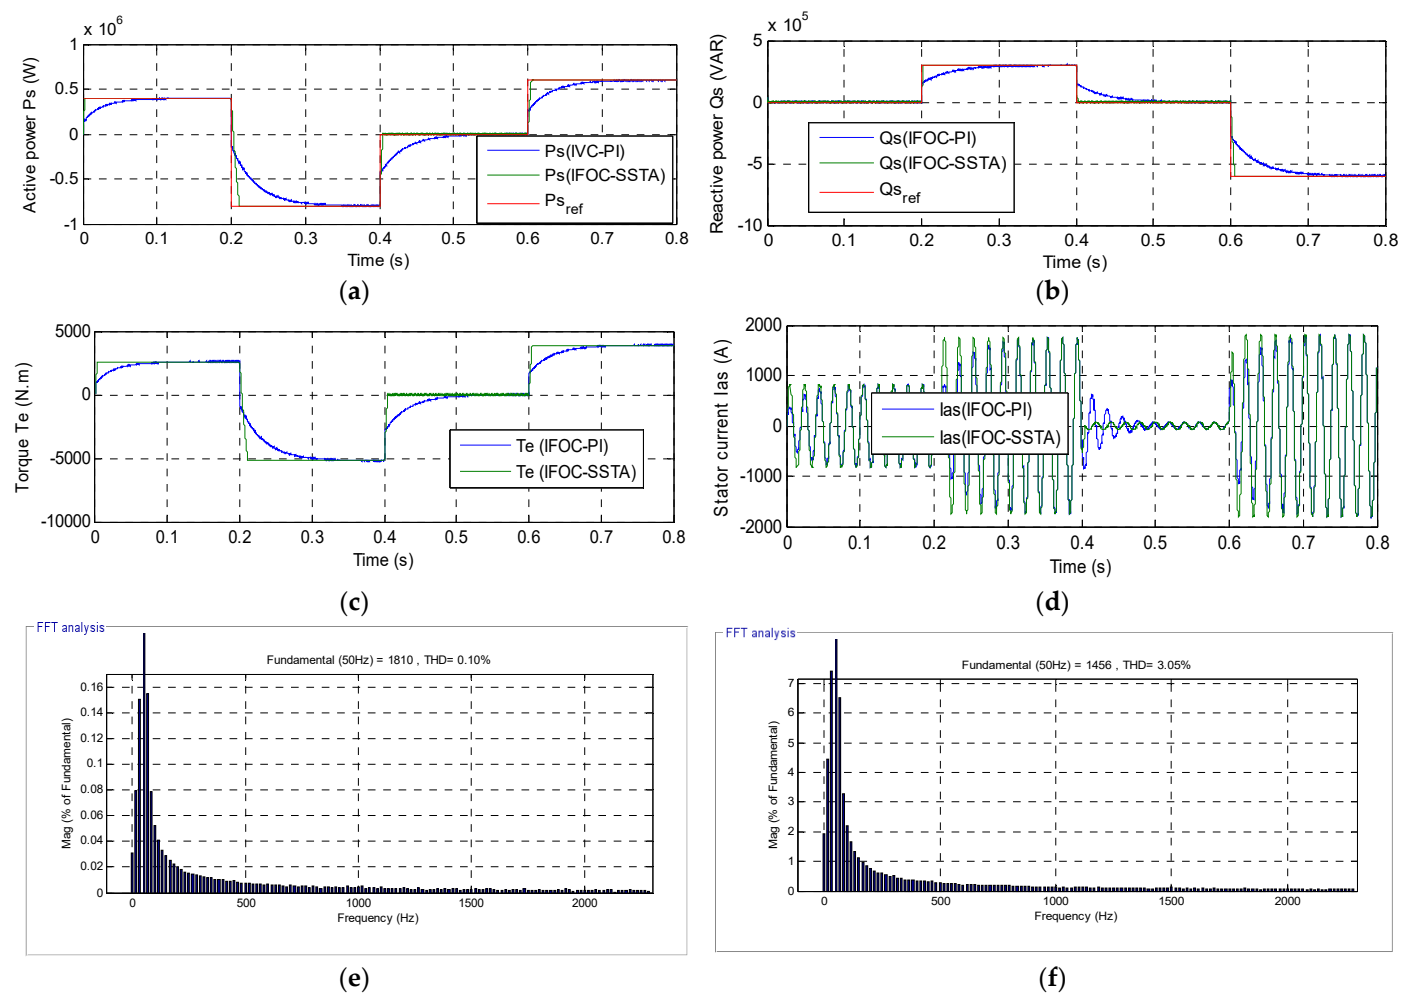 x 10^6
1
0.5
0
-0.5
-1
Active power Ps (W)
Ps(IVC-PI)
Ps(IFOC-SSTA)
Ps_ref
0 0.1 0.2 0.3 0.4 0.5 0.6 0.7 0.8
Time (s)
(a)
x 10^5
5
0
-5
-10
Reactive power Qs (VAR)
Qs(IFOC-PI)
Qs(IFOC-SSTA)
Qs_ref
0 0.1 0.2 0.3 0.4 0.5 0.6 0.7 0.8
Time (s)
(b)
5000
0
-5000
-10000
Torque Te (N.m)
Te (IFOC-PI)
Te (IFOC-SSTA)
0 0.1 0.2 0.3 0.4 0.5 0.6 0.7 0.8
Time (s)
(c)
2000
1000
0
-1000
-2000
Stator current Ias (A)
Ias(IFOC-PI)
Ias(IFOC-SSTA)
0 0.1 0.2 0.3 0.4 0.5 0.6 0.7 0.8
Time (s)
(d)
FFT analysis
Fundamental (50Hz) = 1810 , THD= 0.10%
0.16
0.14
0.12
0.1
0.08
0.06
0.04
0.02
0
Mag (% of Fundamental)
0 500 1000 1500 2000
Frequency (Hz)
(e)
FFT analysis
Fundamental (50Hz) = 1456 , THD= 3.05%
7
6
5
4
3
2
1
0
Mag (% of Fundamental)
0 500 1000 1500 2000
Frequency (Hz)
(f)